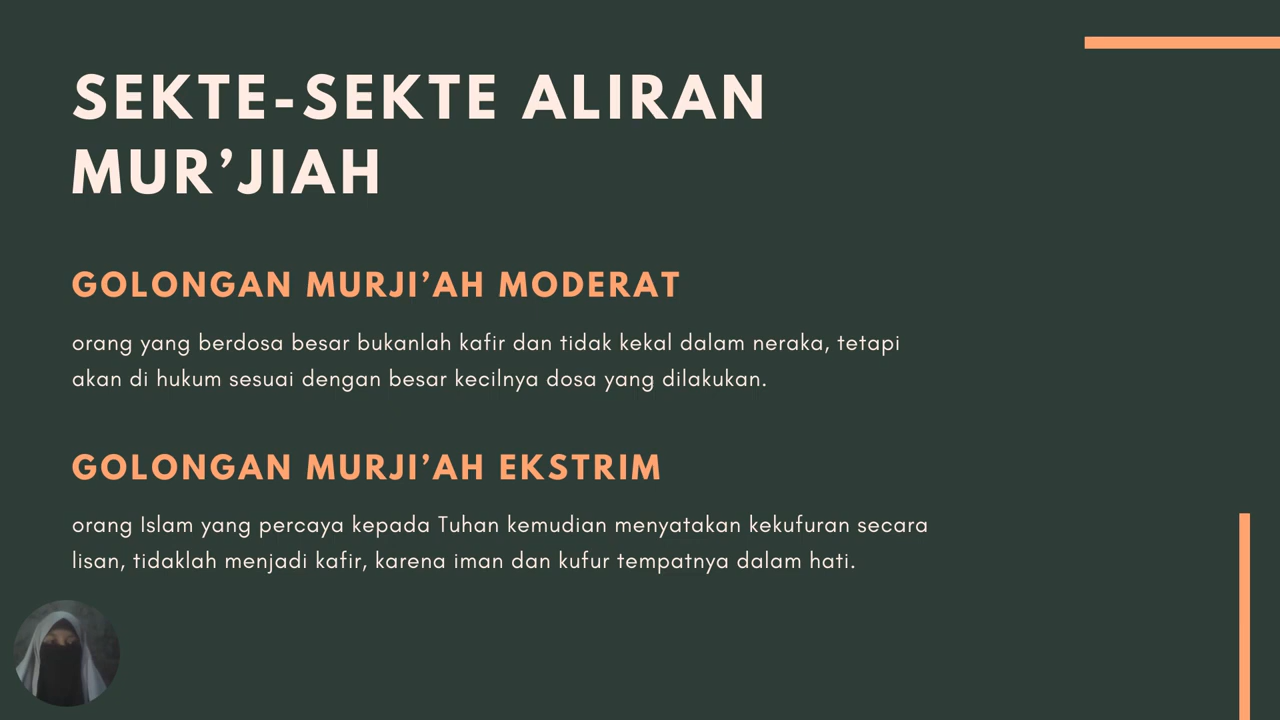 SEKTE-SEKTE ALIRAN
MUR’JIAH
GOLONGAN MURJI’AH MODERAT
orang yang berdosa besar bukanlah kafir dan tidak kekal dalam neraka, tetapi
akan di hukum sesuai dengan besar kecilnya dosa yang dilakukan.
GOLONGAN MURJI’AH EKSTRIM
orang Islam yang percaya kepada Tuhan kemudian menyatakan kekufuran secara
lisan, tidaklah menjadi kafir, karena iman dan kufur tempatnya dalam hati.